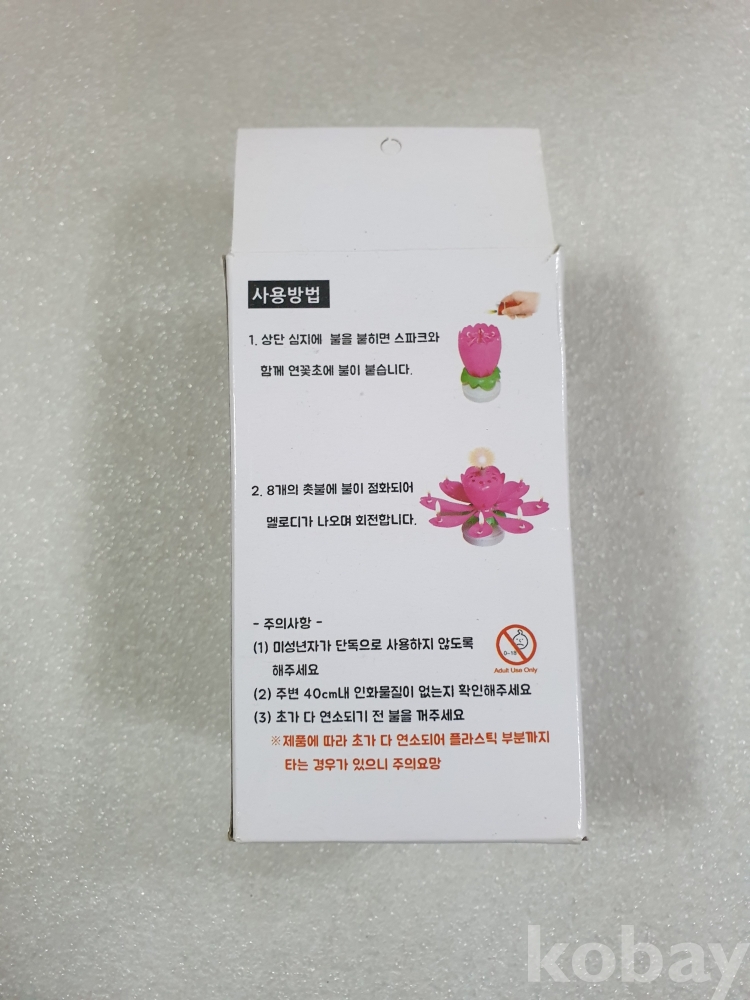 사용방법
1. 상단 심지에 불을 붙히면 스파크와
함께 연꽃초에 불이 붙습니다.
2. 8개의 촛불에 불이 점화되어
멜로디가 나오며 회전합니다.
- 주의사항 -
(1) 미성년자가 단독으로 사용하지 않도록
해주세요
0-18
Adult Use Only
(2) 주변 40cm내 인화물질이 없는지 확인해주세요
(3) 초가 다 연소되기 전 불을 꺼주세요
※제품에 따라 초가 다 연소되어 플라스틱 부분까지
타는 경우가 있으니 주의요망
kobay